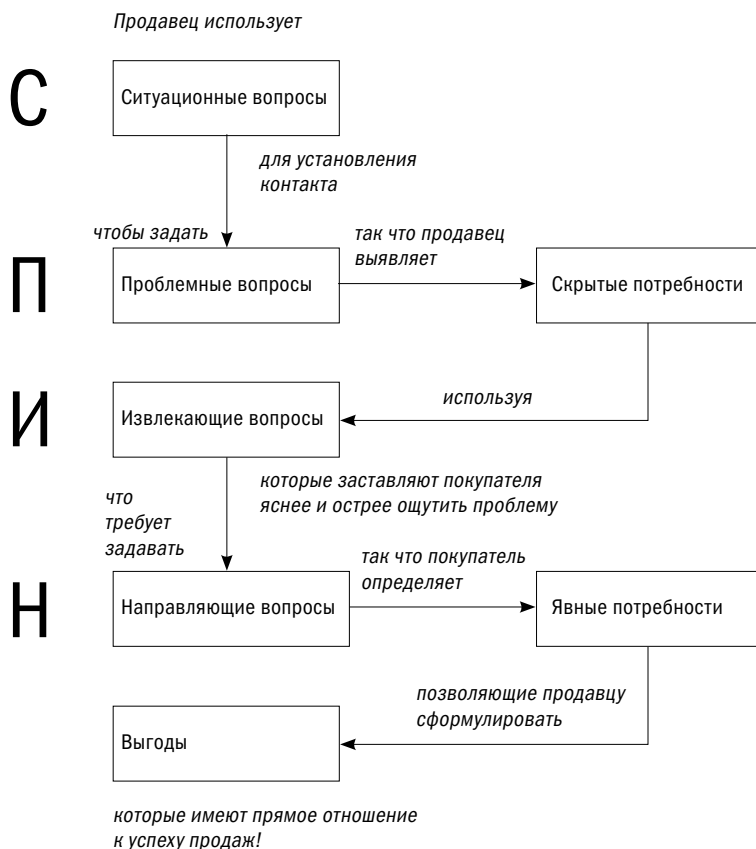 Продавец использует
С
Ситуационные вопросы
для установления
контакта
чтобы задать
так что продавец
выявляет
П
Проблемные вопросы
Скрытые потребности
И
Извлекающие вопросы
используя
которые заставляют покупателя
яснее и острее ощутить проблему
что
требует
задавать
так что покупатель
определяет
Н
Направляющие вопросы
Явные потребности
позволяющие продавцу
сформулировать
Выгоды
которые имеют прямое отношение
к успеху продаж!